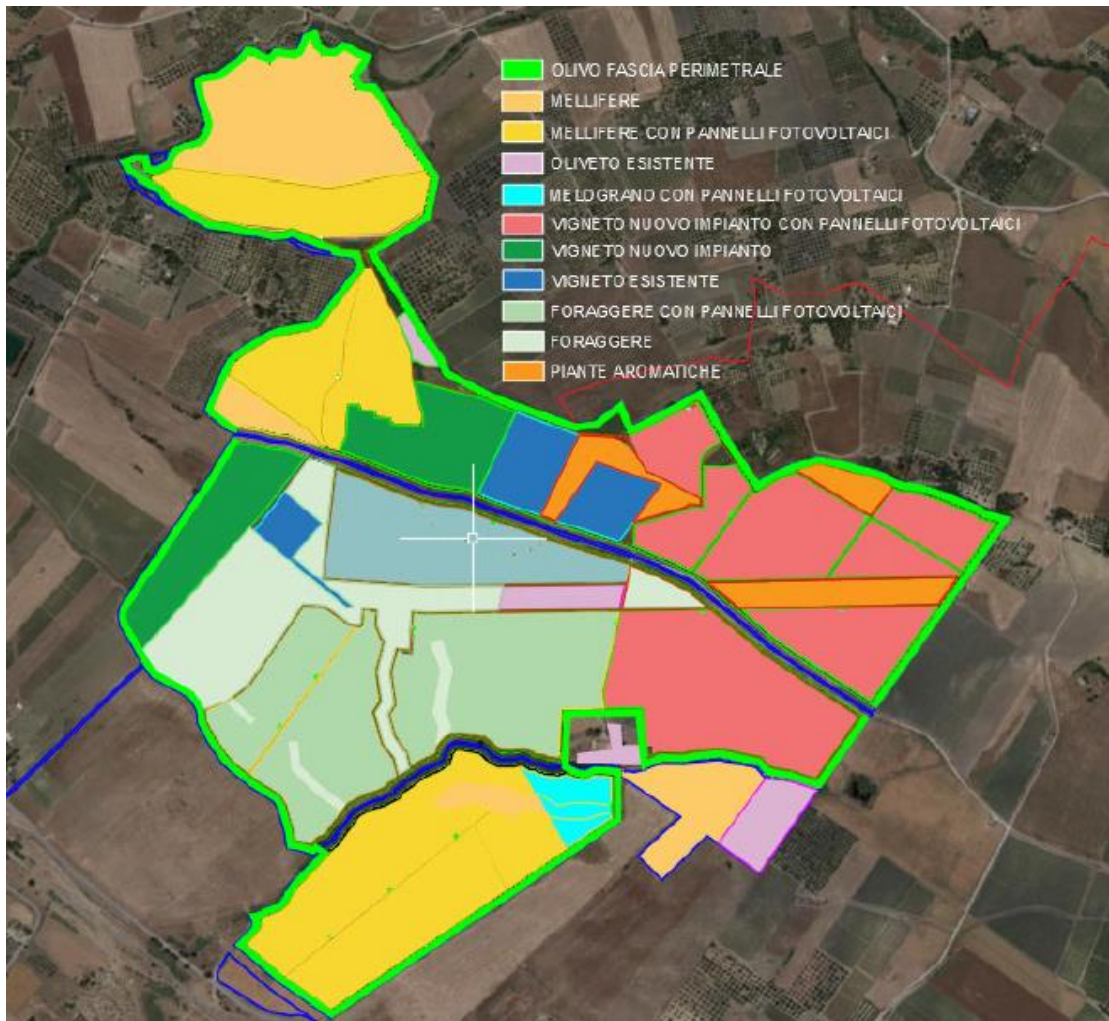 OLIVO FASCIA PERIMETRALE
MELLIFERE
MELLIFERE CON PANNELLI FOTOVOLTAICI
OLIVETO ESISTENTE
MELOGRANO CON PANNELLI FOTOVOLTAICI
VIGNETO NUOVO IMPIANTO CON PANNELLI FOTOVOLTAICI
VIGNETO NUOVO IMPIANTO
VIGNETO ESISTENTE
FORAGGERE CON PANNELLI FOTOVOLTAICI
FORAGGERE
PIANTE AROMATICHE